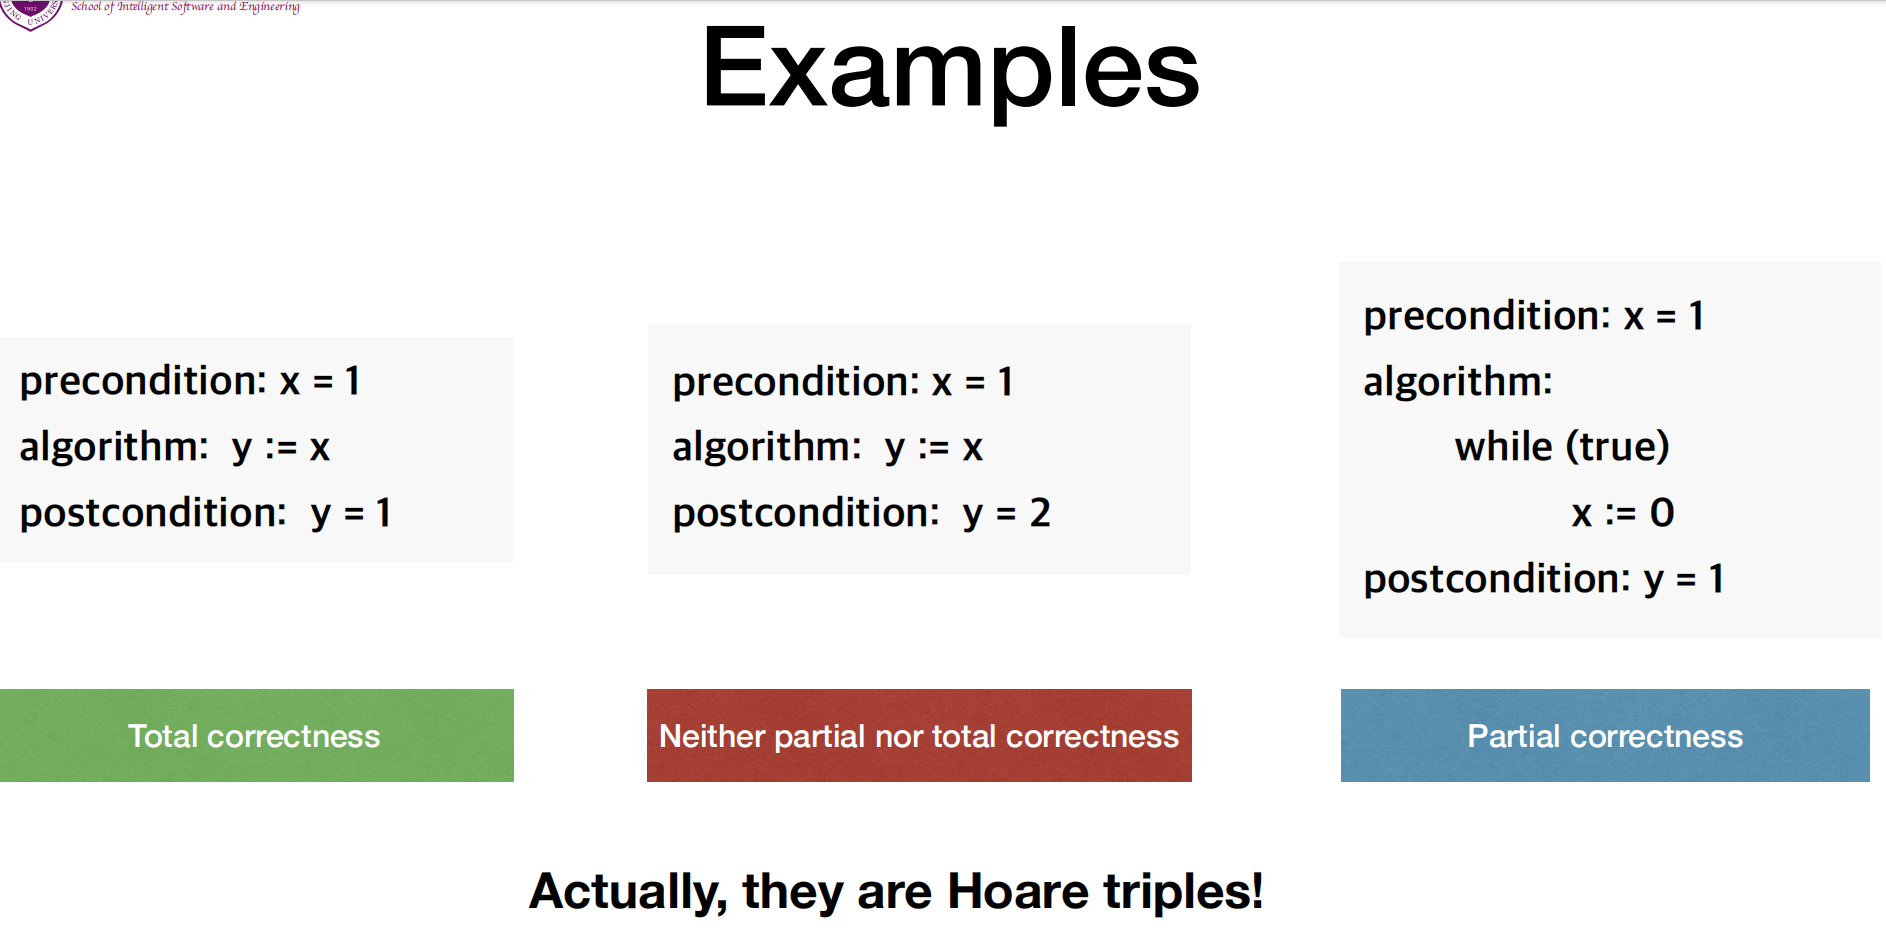 School of Intelligent Software and Engineering
1902
Examples
precondition: x = 1
algorithm: y := x
postcondition: y = 1
precondition: x = 1
algorithm: y := x
postcondition: y = 2
precondition: x = 1
algorithm:
while (true)
x := 0
postcondition: y = 1
Total correctness
Neither partial nor total correctness
Partial correctness
Actually, they are Hoare triples!